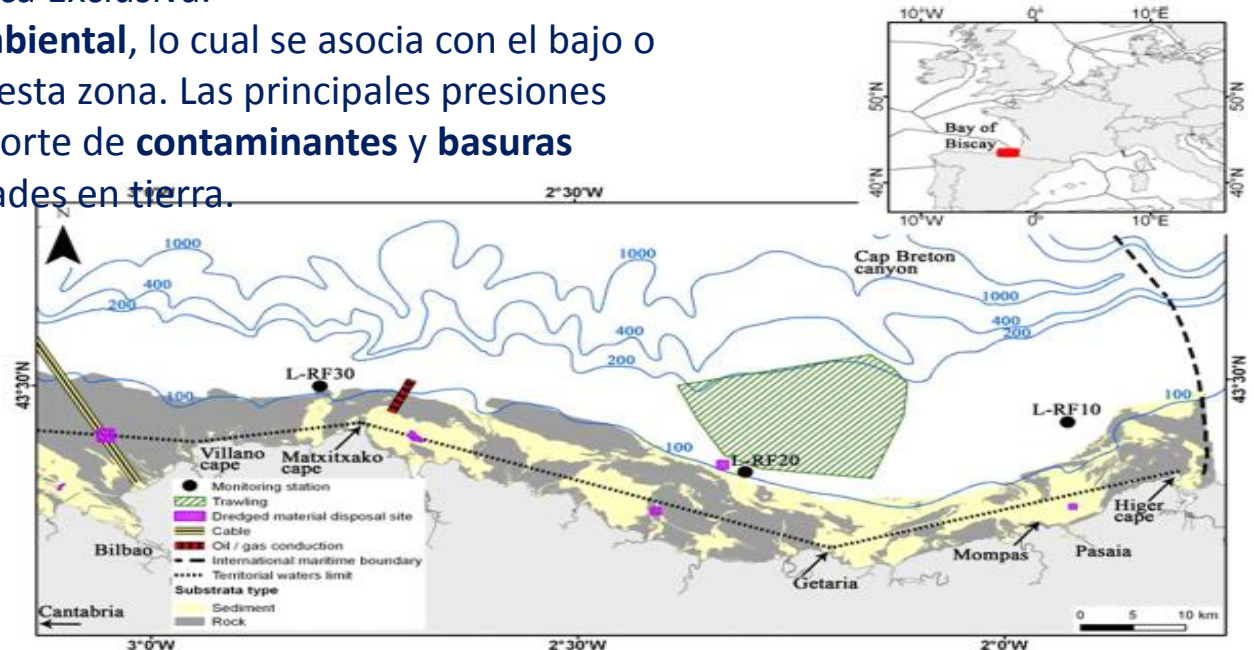 ca Exclusiva.
mbiental, lo cual se asocia con el bajo o
esta zona. Las principales presiones
orte de contaminantes y basuras
ades en tierra.
10°W 0° 10°E
50°N 50°N
Bay of
Biscay
40°N 40°N
10°W 0° 10°E
3°0'W 2°30'W
N
1000
1000
Cap Breton
canyon
400
1000
200
400
400
200
200
43°30'N
L-RF30
43°30'N
100
100
L-RF10
100
L-RF20
Villano
cape
Matxitxako
cape
Monitoring station
Trawling
Dredged material disposal site
Cable
Oil / gas conduction
International maritime boundary
Territorial waters limit
Substrata type
Sediment
Rock
Bilbao
Higer
cape
Mompas
Pasaia
Getaria
Cantabria
0 5 10 km
3°0'W 2°30'W 2°0'W